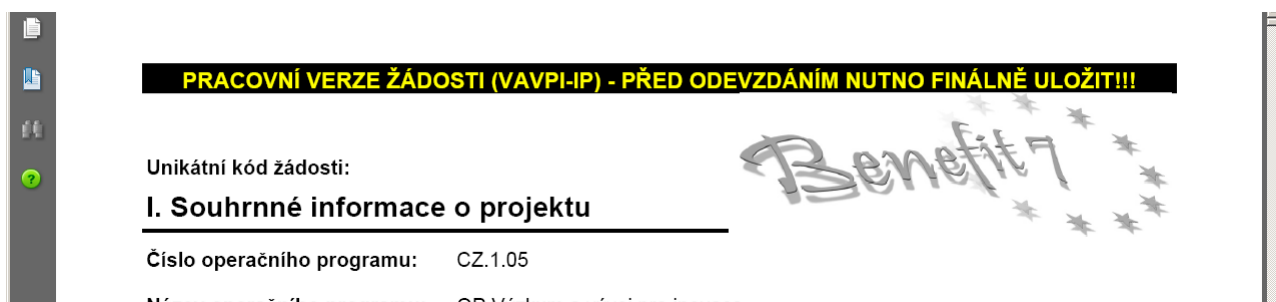 PRACOVNÍ VERZE ŽÁDOSTI (VAVPI-IP) - PŘED ODEVZDÁNÍM NUTNO FINÁLNĚ ULOŽIT!!!
Benefit7
Unikátní kód žádosti:
I. Souhrnné informace o projektu
Číslo operačního programu: CZ.1.05